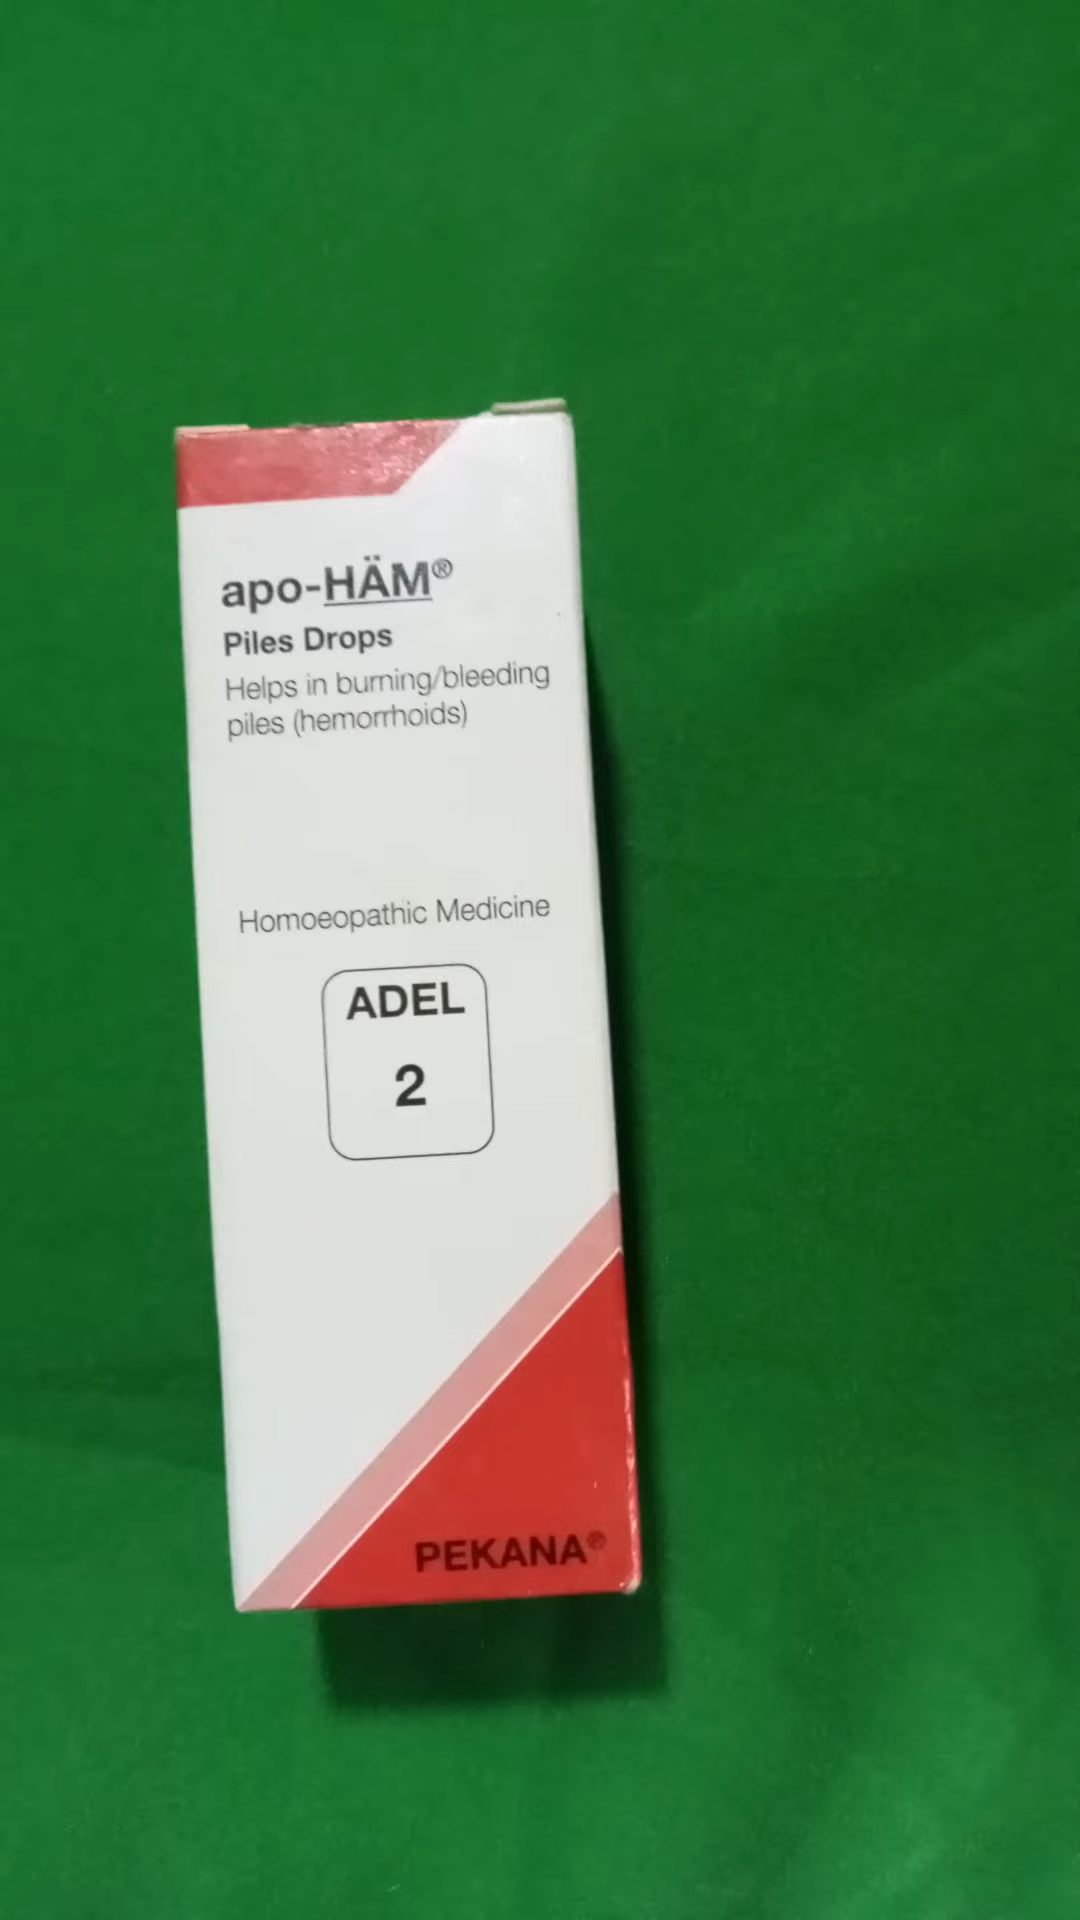 apo-HÄM®
Piles Drops
Helps in burning/bleeding
piles (hemorrhoids)
Homoeopathic Medicine
ADEL
2
PEKANA®